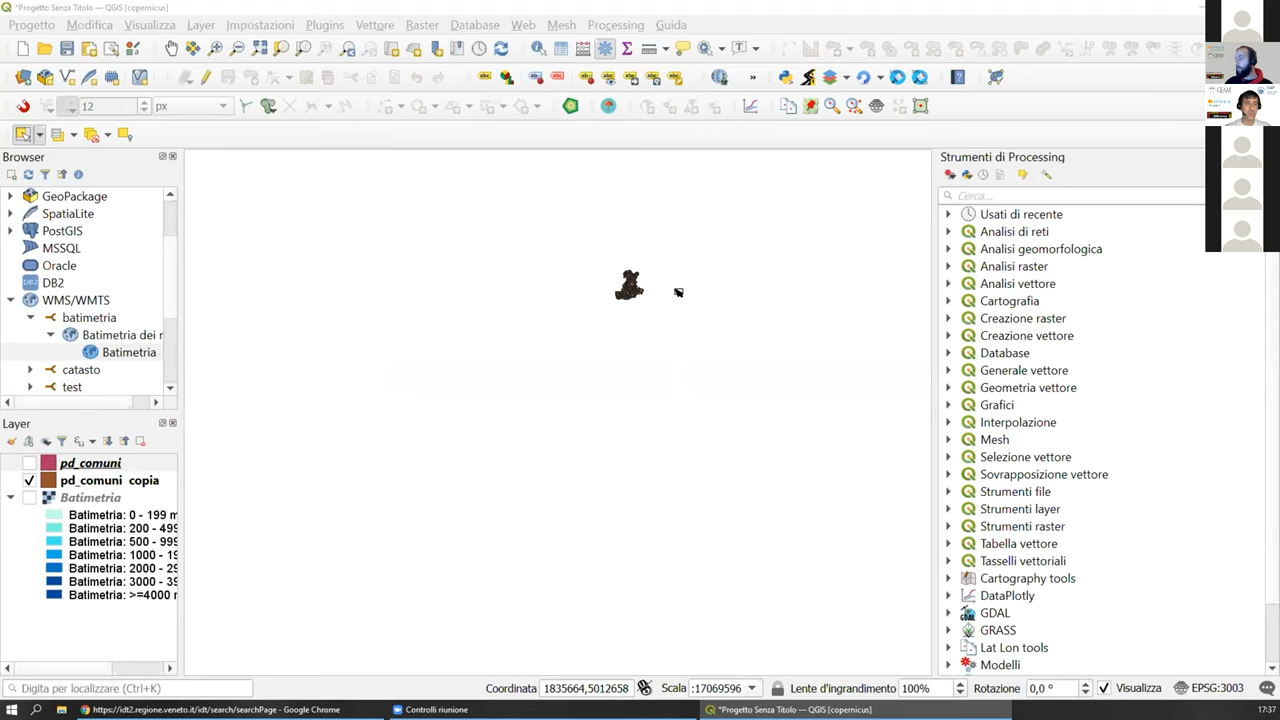 *Progetto Senza Titolo — QGIS [copernicus]
Progetto Modifica Visualizza Layer Impostazioni Plugins Vettore Raster Database Web Mesh Processing Guida
12 px
Browser
GeoPackage
SpatiaLite
PostGIS
MSSQL
Oracle
DB2
WMS/WMTS
batimetria
Batimetria dei r
Batimetria
catasto
test
Layer
pd_comuni
pd_comuni copia
Batimetria
Batimetria: 0 - 199 m
Batimetria: 200 - 499
Batimetria: 500 - 999
Batimetria: 1000 - 19
Batimetria: 2000 - 29
Batimetria: 3000 - 39
Batimetria: >=4000 r
Strumenti di Processing
Cerca...
Usati di recente
Analisi di reti
Analisi geomorfologica
Analisi raster
Analisi vettore
Cartografia
Creazione raster
Creazione vettore
Database
Generale vettore
Geometria vettore
Grafici
Interpolazione
Mesh
Selezione vettore
Sovrapposizione vettore
Strumenti file
Strumenti layer
Strumenti raster
Tabella vettore
Tasselli vettoriali
Cartography tools
DataPlotly
GDAL
GRASS
Lat Lon tools
Modelli
GEAM
Digita per localizzare (Ctrl+K)
Coordinata 1835664,5012658 Scala :17069596 Lente d'ingrandimento 100% Rotazione 0,0 ° Visualizza EPSG:3003
https://idt2.regione.veneto.it/idt/search/searchPage - Google Chrome
Controlli riunione
*Progetto Senza Titolo — QGIS [copernicus]
17:37